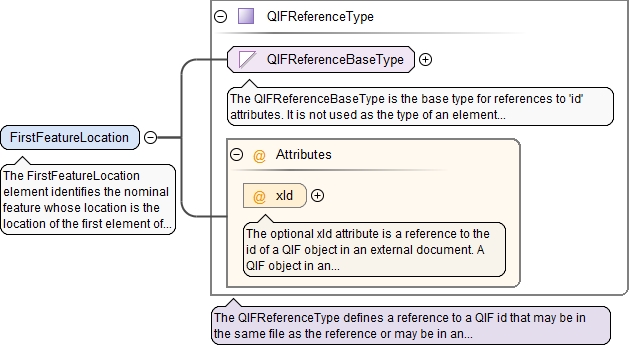 QIFReferenceType
QIFReferenceBaseType
The QIFReferenceBaseType is the base type for references to 'id'
attributes. It is not used as the type of an element...
FirstFeatureLocation
The FirstFeatureLocation
element identifies the nominal
feature whose location is the
location of the first element of...
@ Attributes
@ xId
The optional xId attribute is a reference to the
id of a QIF object in an external document. A
QIF object in an...
The QIFReferenceType defines a reference to a QIF id that may be in
the same file as the reference or may be in an...